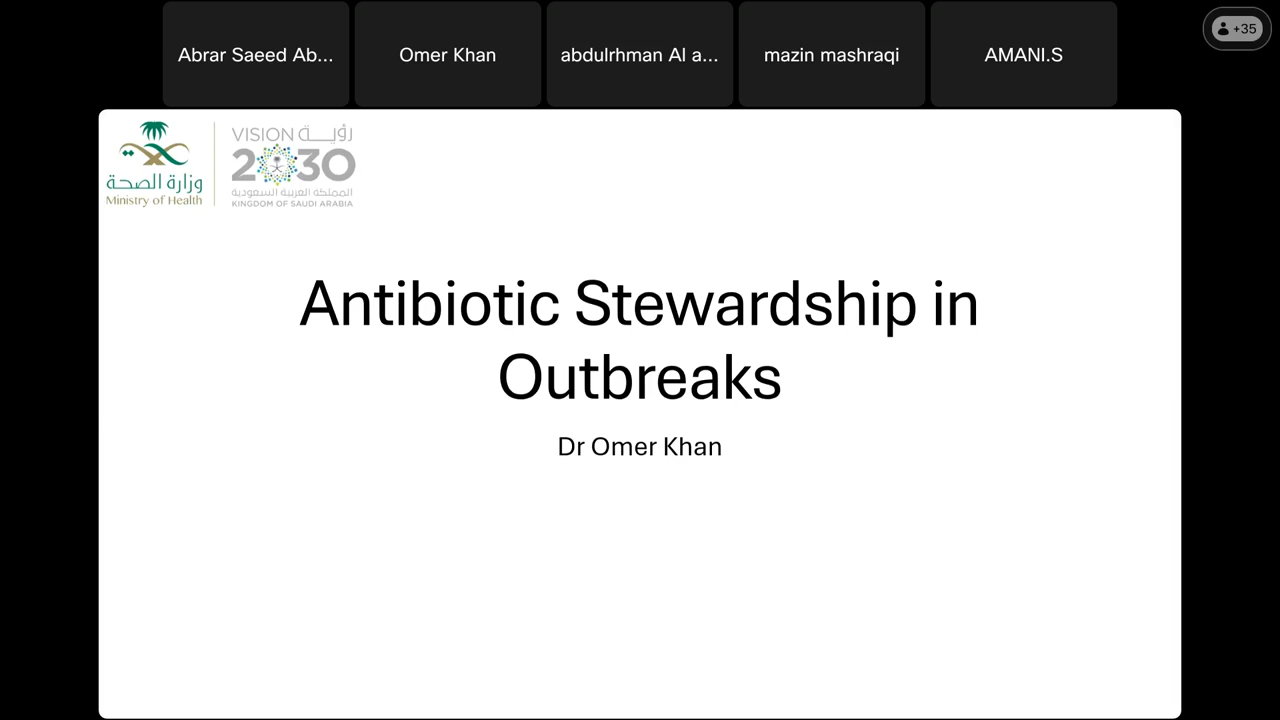 Abrar Saeed Ab...
Omer Khan
abdulrhman Al a...
mazin mashraqi
AMANI.S
+35
وزارة الصحة
Ministry of Health
VISION رؤيــة
2030
المملكة العربية السعودية
KINGDOM OF SAUDI ARABIA
Antibiotic Stewardship in
Outbreaks
Dr Omer Khan